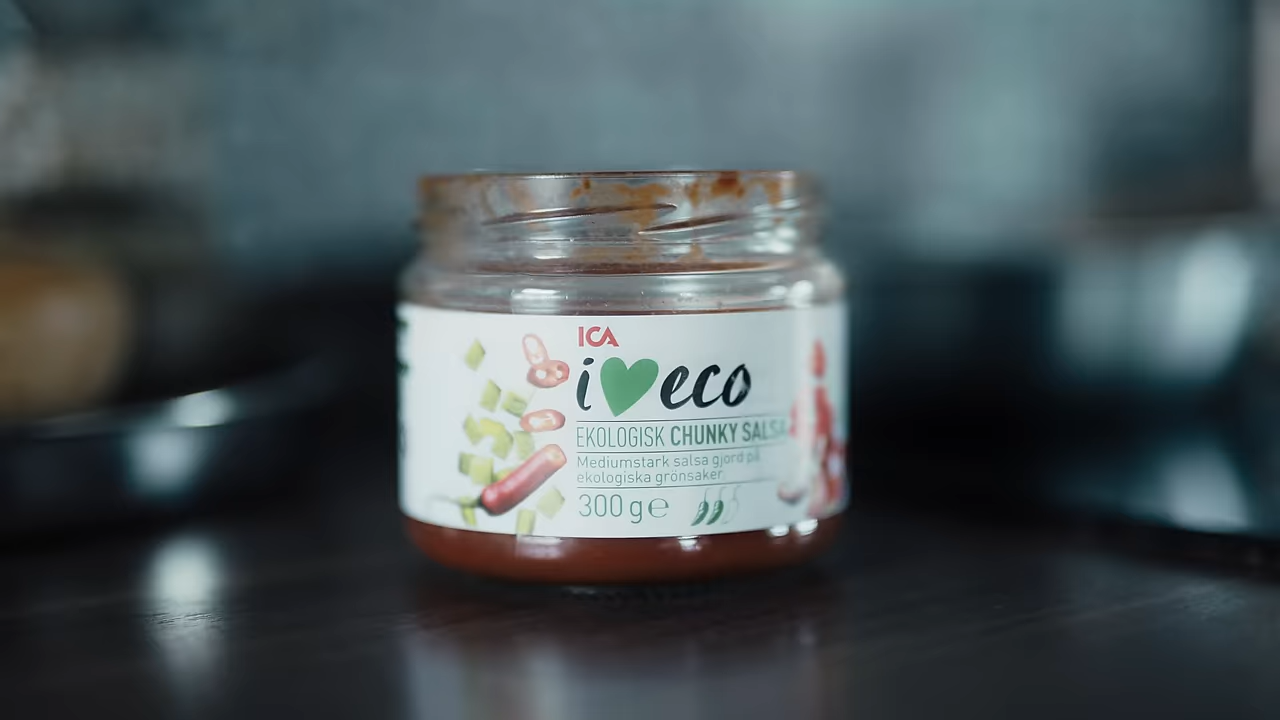 ICA
i eco
EKOLOGISK CHUNKY SALSA
Mediumstark salsa gjord på
ekologiska grönsaker
300 g ℮